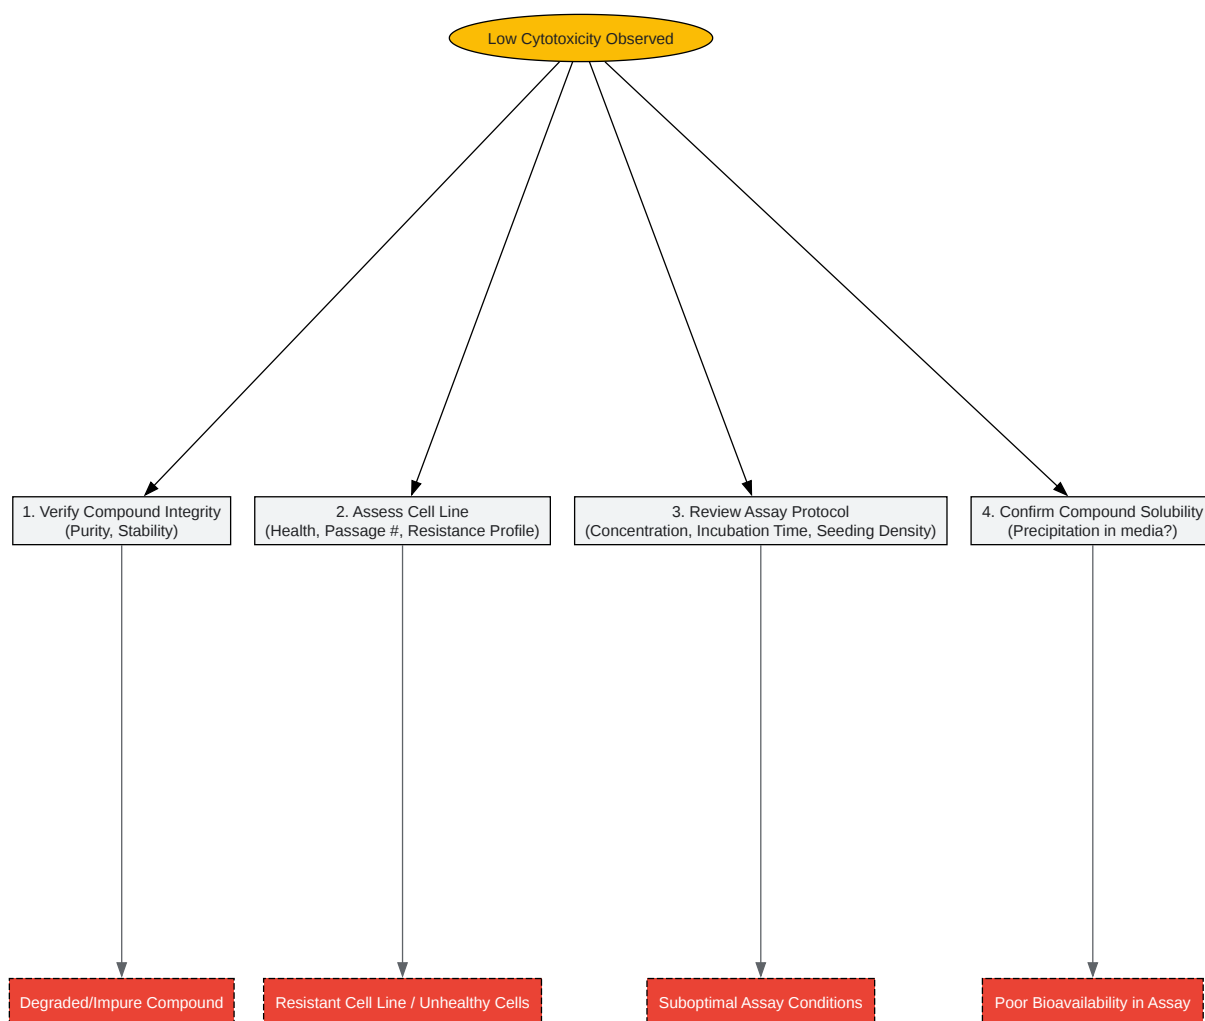 Low Cytotoxicity Observed
1. Verify Compound Integrity
(Purity, Stability)
2. Assess Cell Line
(Health, Passage #, Resistance Profile)
3. Review Assay Protocol
(Concentration, Incubation Time, Seeding Density)
4. Confirm Compound Solubility
(Precipitation in media?)
Degraded/Impure Compound
Resistant Cell Line / Unhealthy Cells
Suboptimal Assay Conditions
Poor Bioavailability in Assay